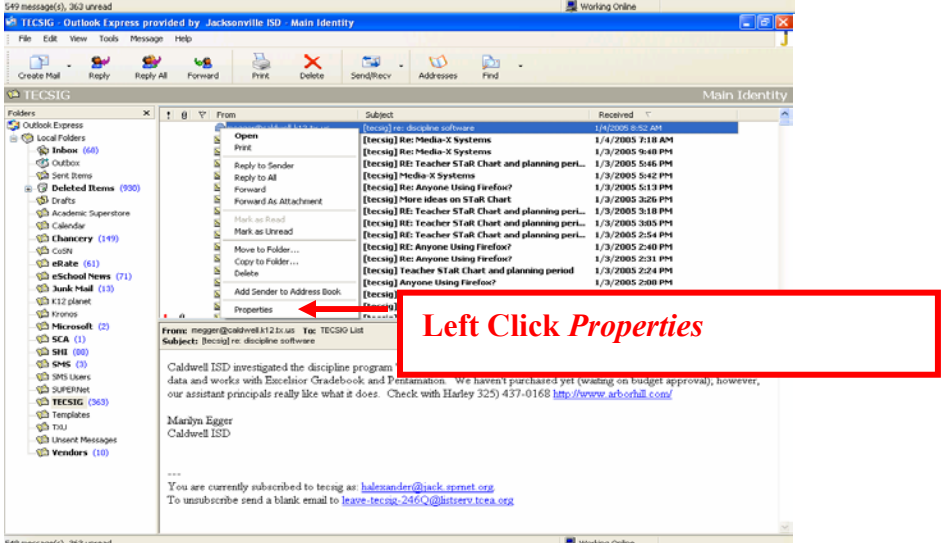 549 message(s), 363 unread
Working Online
TECSIG - Outlook Express provided by Jacksonville ISD - Main Identity
File Edit View Tools Message Help
Create Mail Reply Reply All Forward Print Delete Send/Recv Addresses Find
TECSIG
Main Identity
Folders
Outlook Express
Local Folders
Inbox (60)
Outbox
Sent Items
Deleted Items (930)
Drafts
Academic Superstore
Calendar
Chancery (149)
CoSN
eRate (61)
eSchool News (71)
Junk Mail (13)
K12 planet
Kronos
Microsoft (2)
SCA (1)
SHI (80)
SMS (3)
SMS Users
SUPERNet
TECSIG (363)
Templates
TXU
Unsent Messages
Vendors (10)
! From Subject Received
[tecsig] re: discipline software 1/4/2005 8:52 AM
[tecsig] Re: Media-X Systems 1/4/2005 7:18 AM
[tecsig] Re: Media-X Systems 1/3/2005 9:40 PM
[tecsig] RE: Teacher STaR Chart and planning peri... 1/3/2005 5:46 PM
[tecsig] Media-X Systems 1/3/2005 5:42 PM
[tecsig] Re: Anyone Using Firefox? 1/3/2005 5:13 PM
[tecsig] More ideas on STaR Chart 1/3/2005 3:26 PM
[tecsig] RE: Teacher STaR Chart and planning peri... 1/3/2005 3:18 PM
[tecsig] RE: Teacher STaR Chart and planning peri... 1/3/2005 3:05 PM
[tecsig] RE: Teacher STaR Chart and planning peri... 1/3/2005 2:54 PM
[tecsig] RE: Anyone Using Firefox? 1/3/2005 2:40 PM
[tecsig] Re: Anyone Using Firefox? 1/3/2005 2:31 PM
[tecsig] Teacher STaR Chart and planning period 1/3/2005 2:24 PM
[tecsig] Anyone Using Firefox? 1/3/2005 2:08 PM
[tecsig]
Open
Print
Reply to Sender
Reply to All
Forward
Forward As Attachment
Mark as Read
Mark as Unread
Move to Folder...
Copy to Folder...
Delete
Add Sender to Address Book
Properties
Left Click Properties
From: megger@caldwell.k12.tx.us To: TECSIG List
Subject: [tecsig] re: discipline software
Caldwell ISD investigated the discipline program
data and works with Excelsior Gradebook and Pentamation. We haven't purchased yet (waiting on budget approval); however,
our assistant principals really like what it does. Check with Harley 325) 437-0168 http://www.arborhill.com/
Marilyn Egger
Caldwell ISD
---
You are currently subscribed to tecsig as: halexander@jack.sprnet.org
To unsubscribe send a blank email to leave-tecsig-246Q@listserv.tcea.org
549 message(s), 363 unread
Working Online